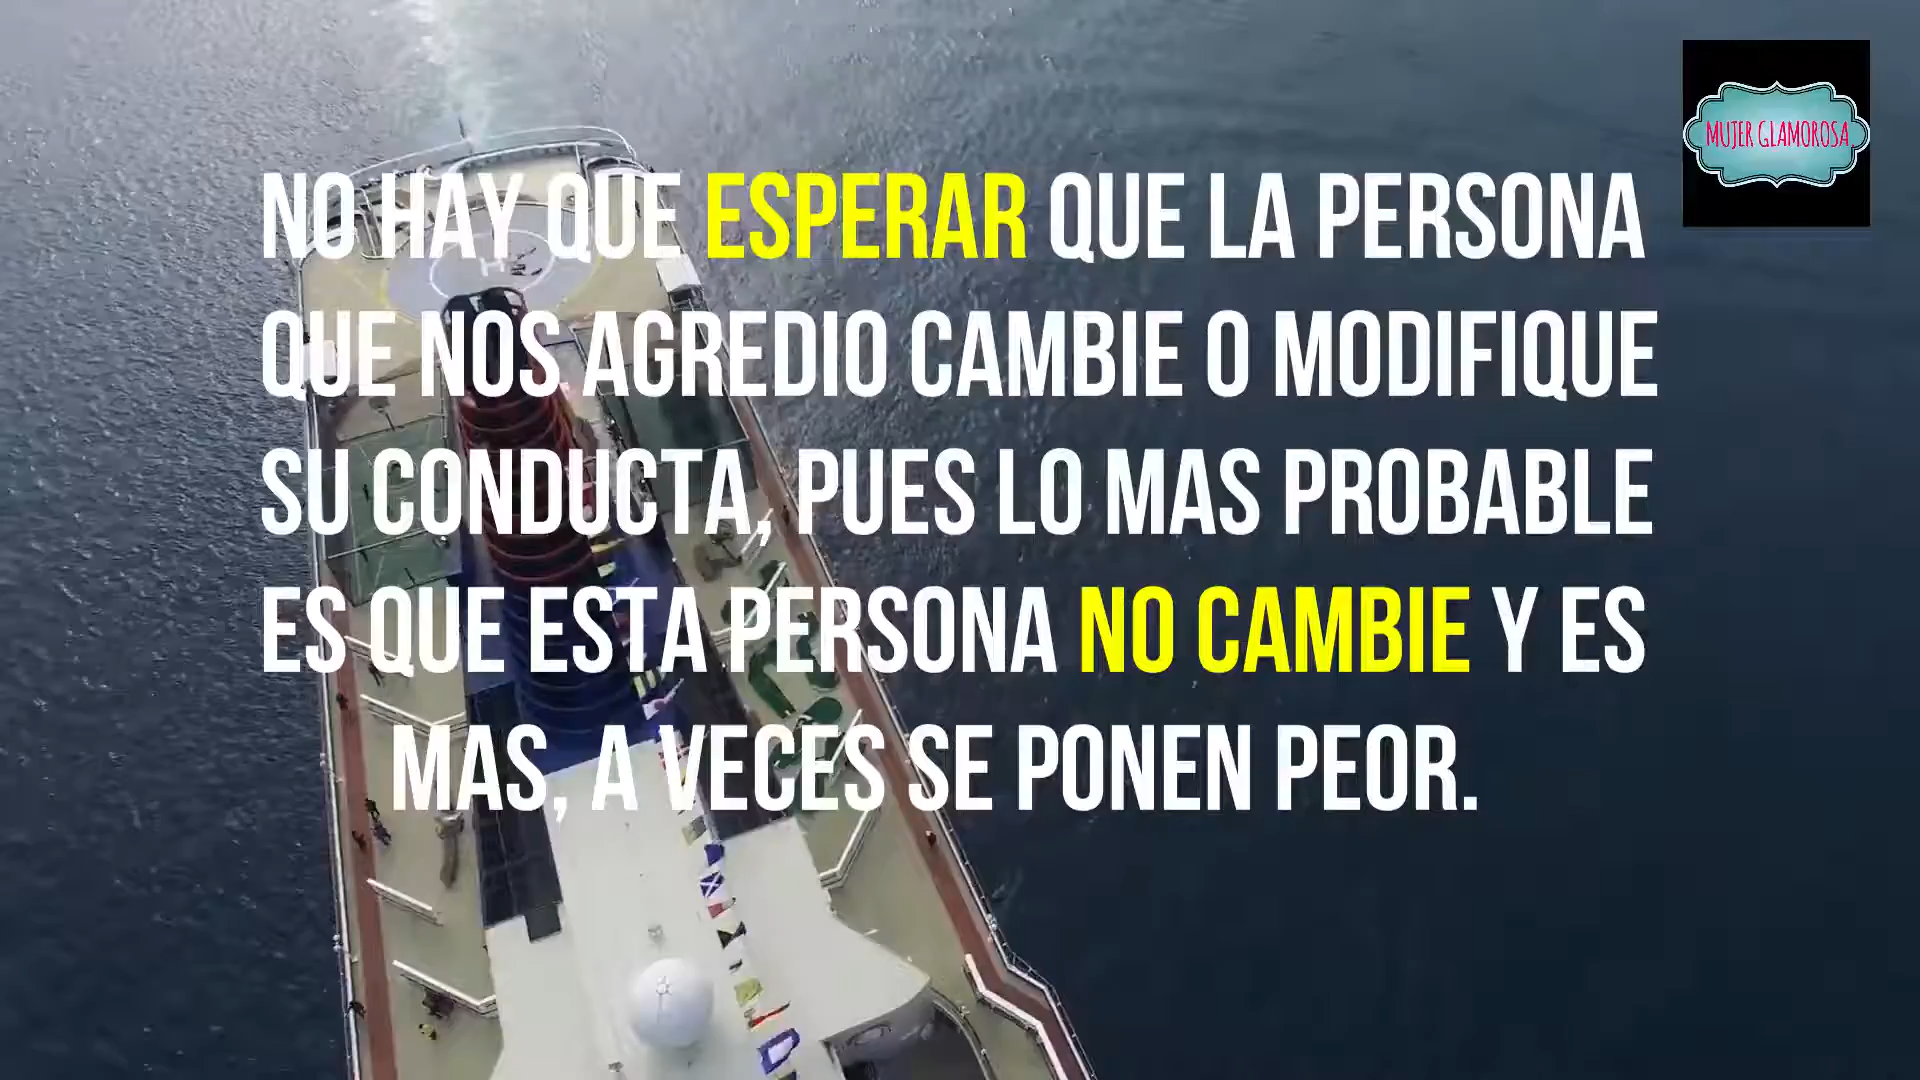 MUJER GLAMOROSA
NO HAY QUE ESPERAR QUE LA PERSONA
QUE NOS AGREDIO CAMBIE O MODIFIQUE
SU CONDUCTA, PUES LO MAS PROBABLE
ES QUE ESTA PERSONA NO CAMBIE Y ES
MAS, A VECES SE PONEN PEOR.